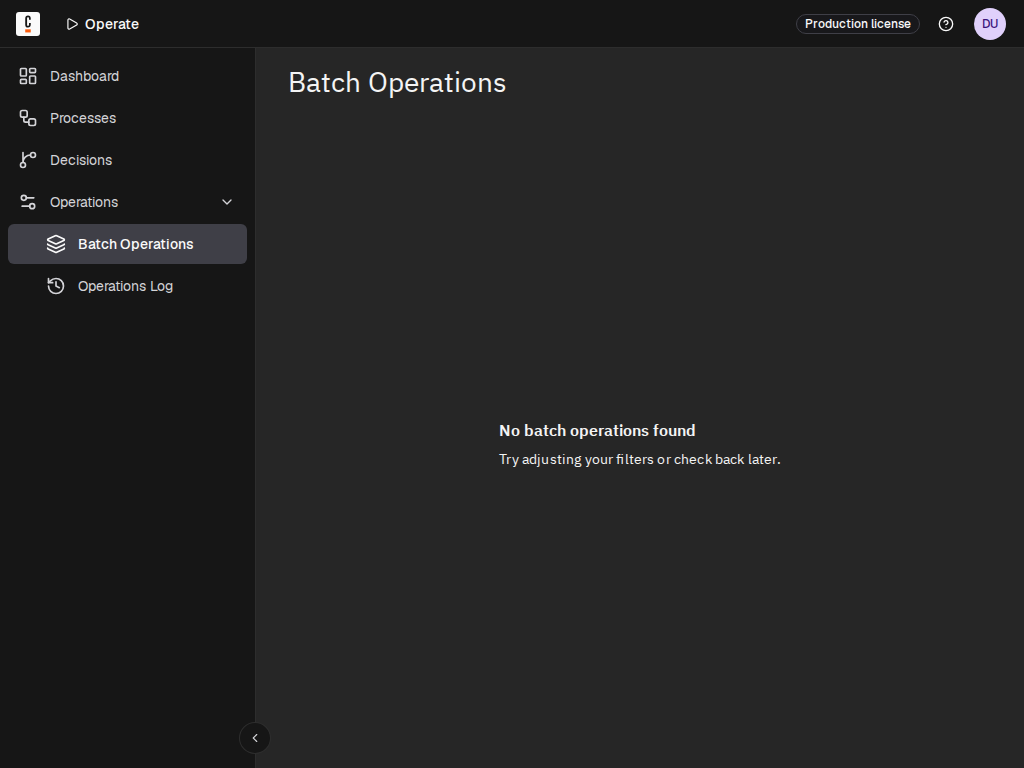 Operate
Production license
DU
Dashboard
Processes
Decisions
Operations
Batch Operations
Operations Log
Batch Operations
No batch operations found
Try adjusting your filters or check back later.